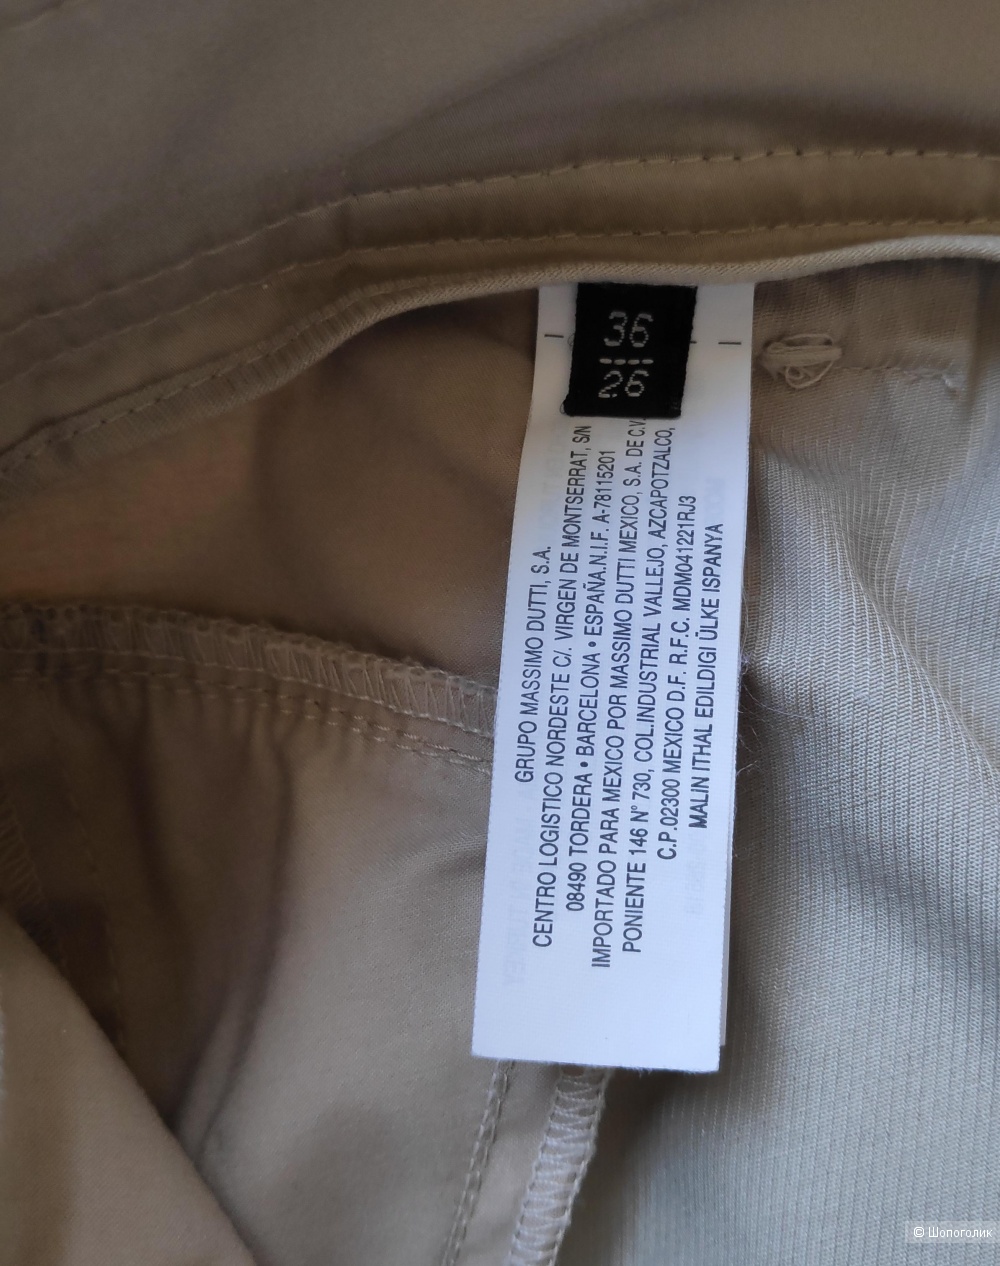 36
26
GRUPO MASSIMO DUTTI, S.A.
CENTRO LOGISTICO NORDESTE C/. VIRGEN DE MONTSERRAT, S/N
08490 TORDERA • BARCELONA • ESPAÑA.N.I.F. A-78115201
IMPORTADO PARA MEXICO POR MASSIMO DUTTI MEXICO, S.A. DE C.V.
PONIENTE 146 Nº 730, COL.INDUSTRIAL VALLEJO, AZCAPOTZALCO,
C.P.02300 MEXICO D.F. R.F.C. MDM041221RJ3
MALIN ITHAL EDILDIGI ÜLKE ISPANYA
© Шопоголик